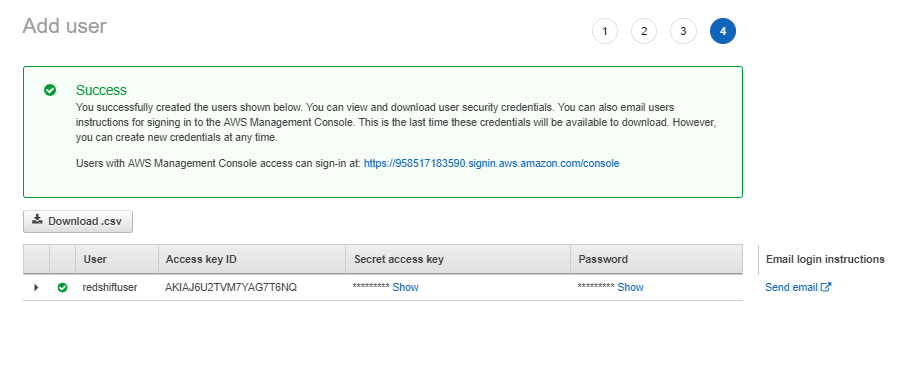 Add user
1 2 3 4
Success
You successfully created the users shown below. You can view and download user security credentials. You can also email users
instructions for signing in to the AWS Management Console. This is the last time these credentials will be available to download. However,
you can create new credentials at any time.
Users with AWS Management Console access can sign-in at: https://958517183590.signin.aws.amazon.com/console
Download .csv
User Access key ID Secret access key Password Email login instructions
redshiftuser AKIAJ6U2TVM7YAG7T6NQ ********* Show ********* Show Send email